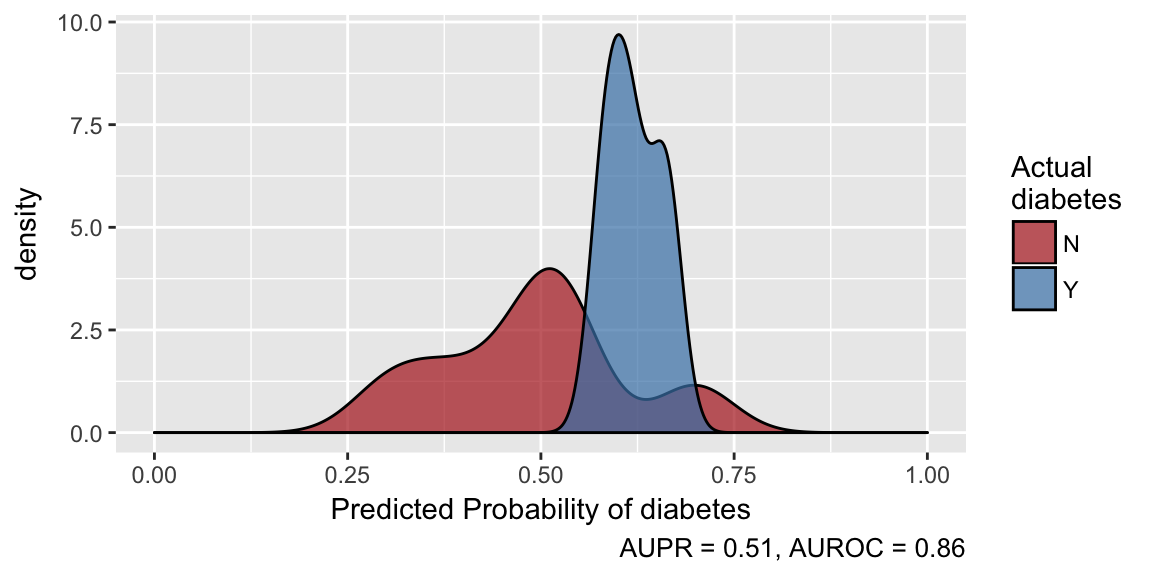 10.0
7.5
5.0
2.5
0.0
density
0.00 0.25 0.50 0.75 1.00
Predicted Probability of diabetes
AUPR = 0.51, AUROC = 0.86
Actual
diabetes
N
Y